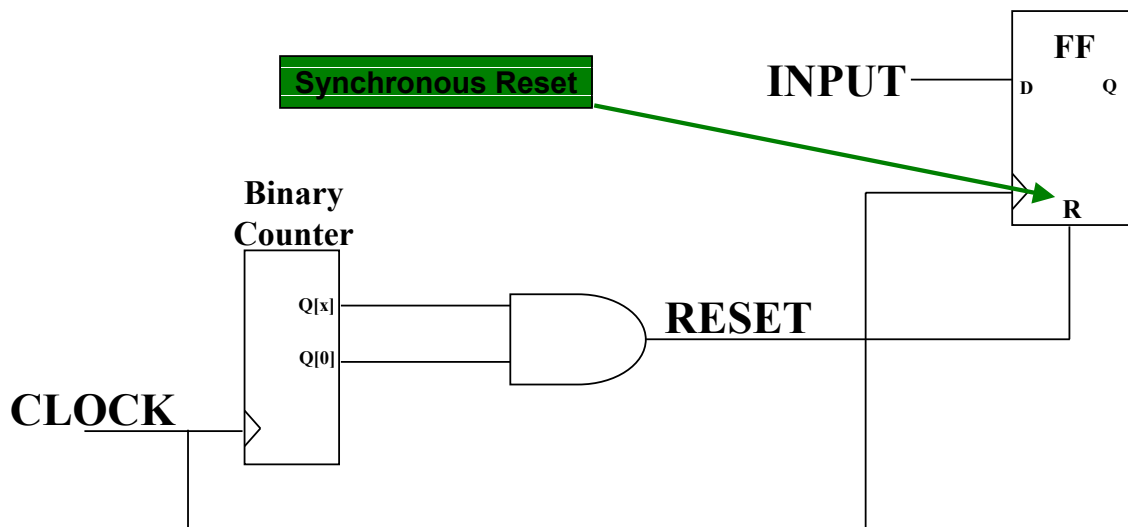 FF
Synchronous Reset
INPUT
D
Q
Binary
Counter
R
Q[x]
RESET
Q[0]
CLOCK